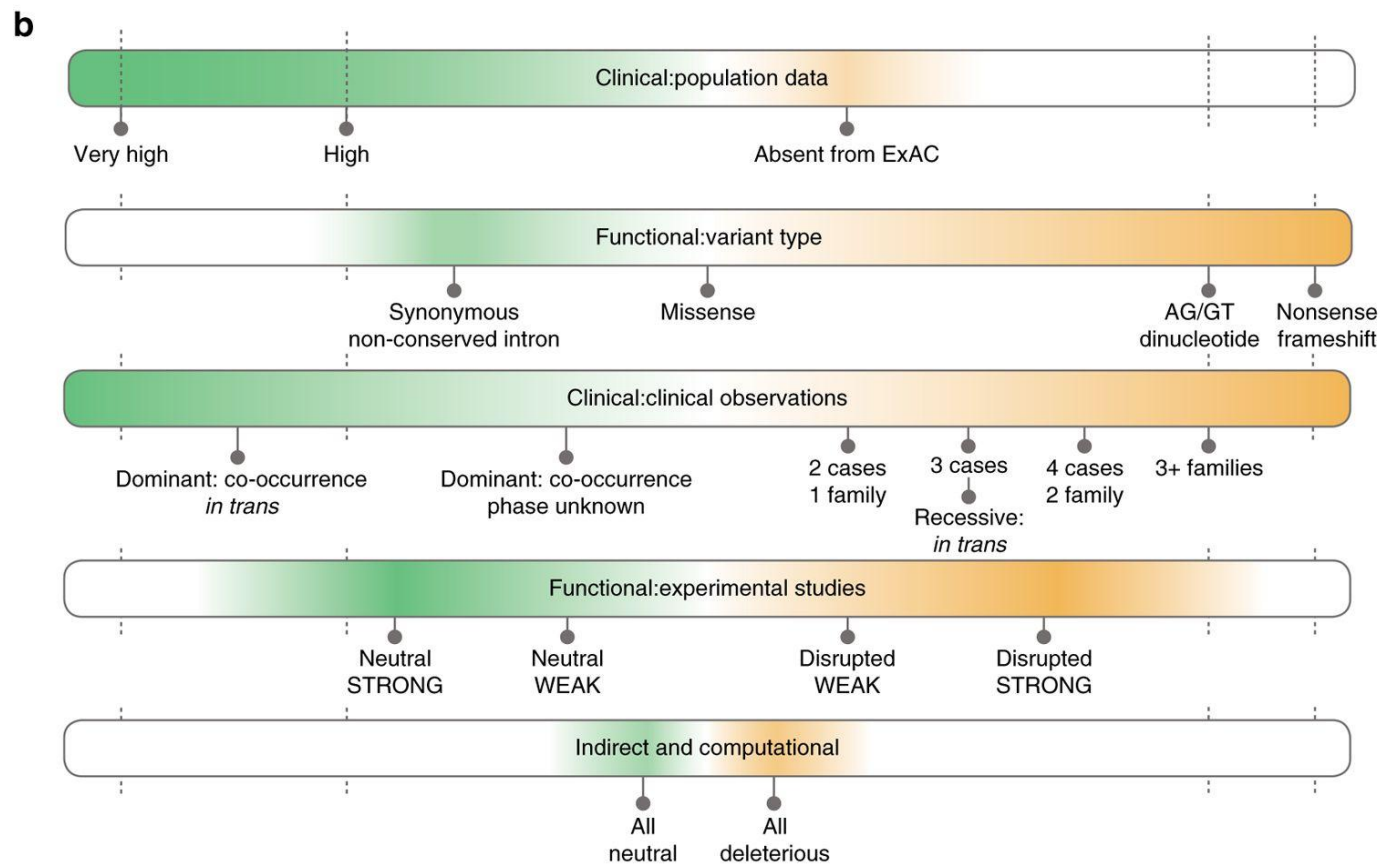 b
Clinical:population data
Very high
High
Absent from ExAC
Functional:variant type
Synonymous
non-conserved intron
Missense
AG/GT
dinucleotide
Nonsense
frameshift
Clinical:clinical observations
Dominant: co-occurrence
in trans
Dominant: co-occurrence
phase unknown
2 cases
1 family
3 cases
Recessive:
in trans
4 cases
2 family
3+ families
Functional:experimental studies
Neutral
STRONG
Neutral
WEAK
Disrupted
WEAK
Disrupted
STRONG
Indirect and computational
All
neutral
All
deleterious